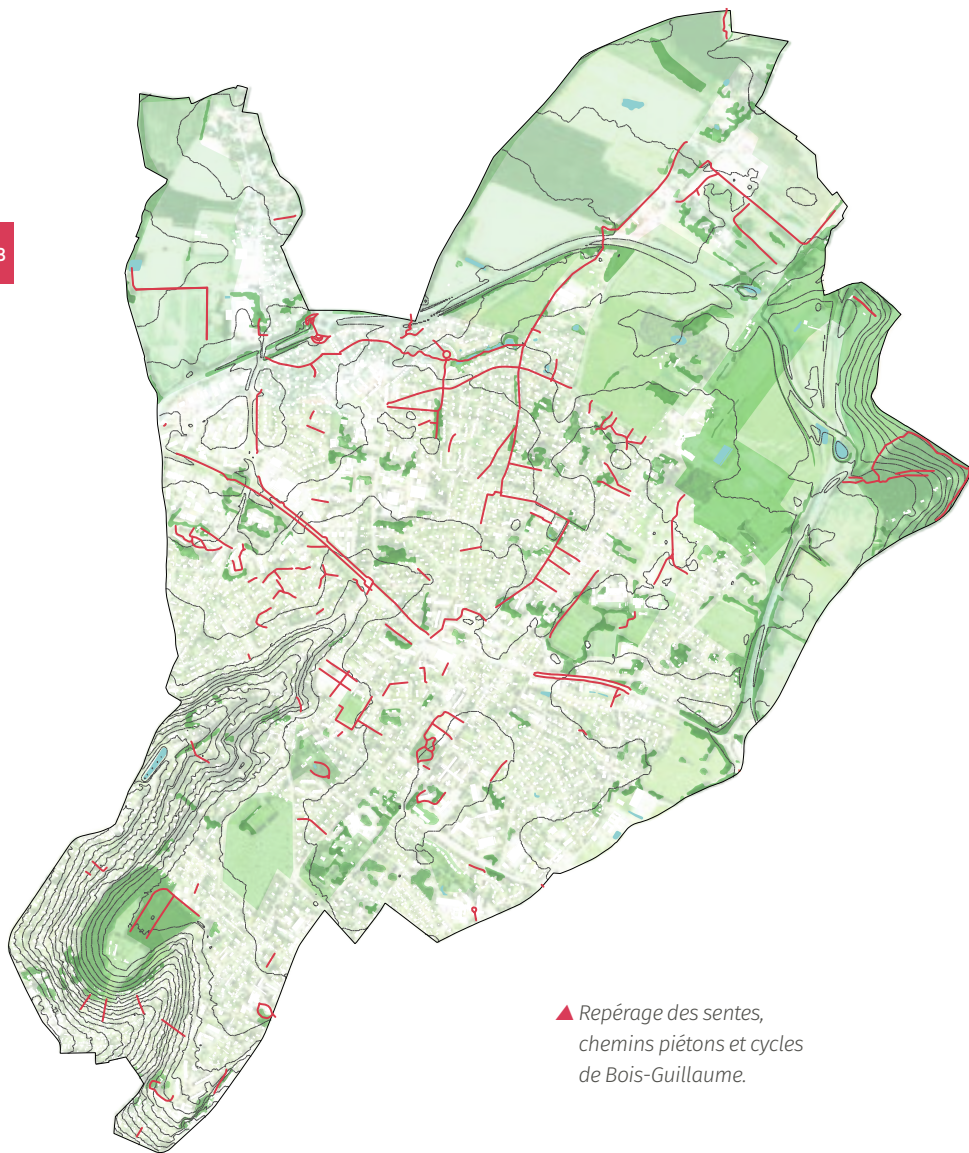 ▲ Repérage des sentes,
chemins piétons et cycles
de Bois-Guillaume.